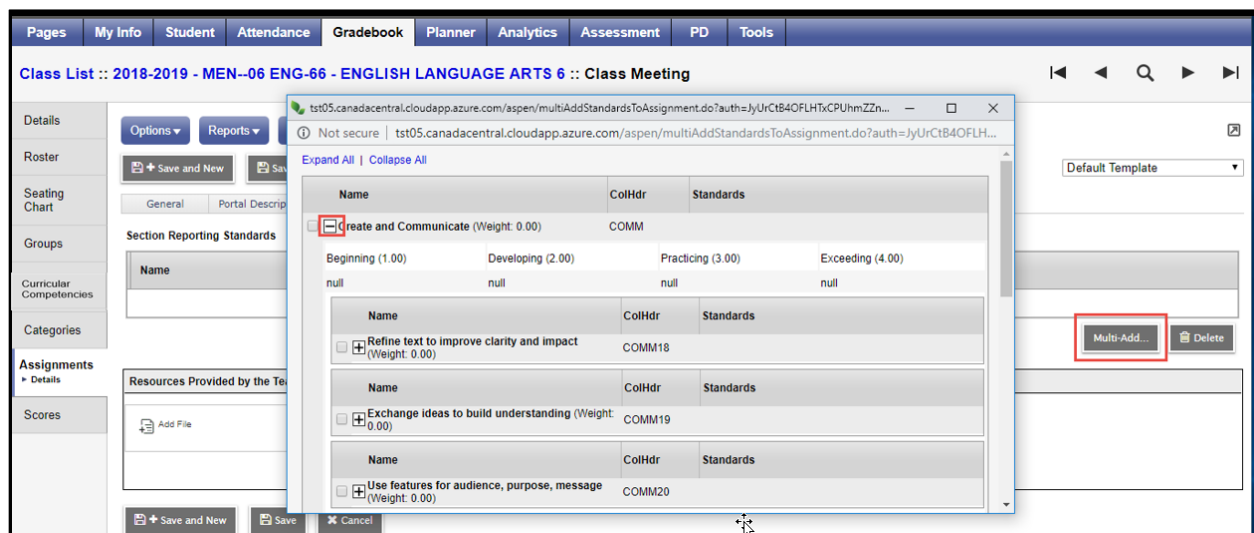 Pages My Info Student Attendance Gradebook Planner Analytics Assessment PD Tools
Class List :: 2018-2019 - MEN--06 ENG-66 - ENGLISH LANGUAGE ARTS 6 :: Class Meeting
Details
Roster
Seating
Chart
Groups
Curricular
Competencies
Categories
Assignments
Details
Scores
Options Reports
Save and New Sav
Default Template
General Portal Descrip
Section Reporting Standards
Name
Multi-Add... Delete
Resources Provided by the Tea
Add File
Save and New Save Cancel
tst05.canadacentral.cloudapp.azure.com/aspen/multiAddStandardsToAssignment.do?auth=JyUrCtB4OFLHTxCPUhmZZn...
Not secure | tst05.canadacentral.cloudapp.azure.com/aspen/multiAddStandardsToAssignment.do?auth=JyUrCtB4OFLH...
Expand All | Collapse All
Name ColHdr Standards
Create and Communicate (Weight: 0.00) COMM
Beginning (1.00) Developing (2.00) Practicing (3.00) Exceeding (4.00)
null null null null
Name ColHdr Standards
Refine text to improve clarity and impact
(Weight: 0.00) COMM18
Name ColHdr Standards
Exchange ideas to build understanding (Weight:
0.00) COMM19
Name ColHdr Standards
Use features for audience, purpose, message
(Weight: 0.00) COMM20